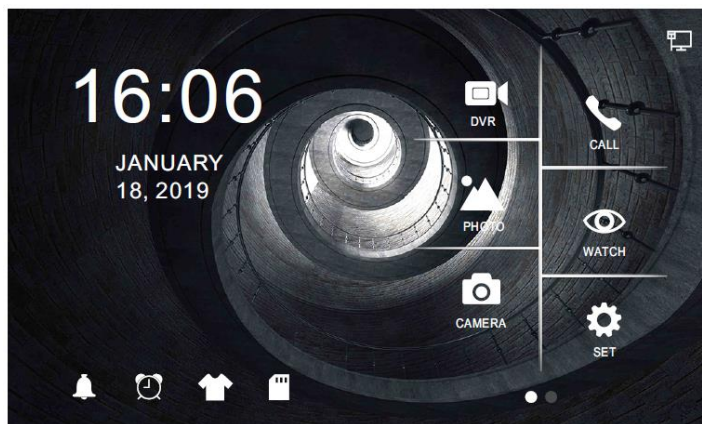 16:06
JANUARY
18, 2019
DVR
CALL
PHOTO
WATCH
CAMERA
SET